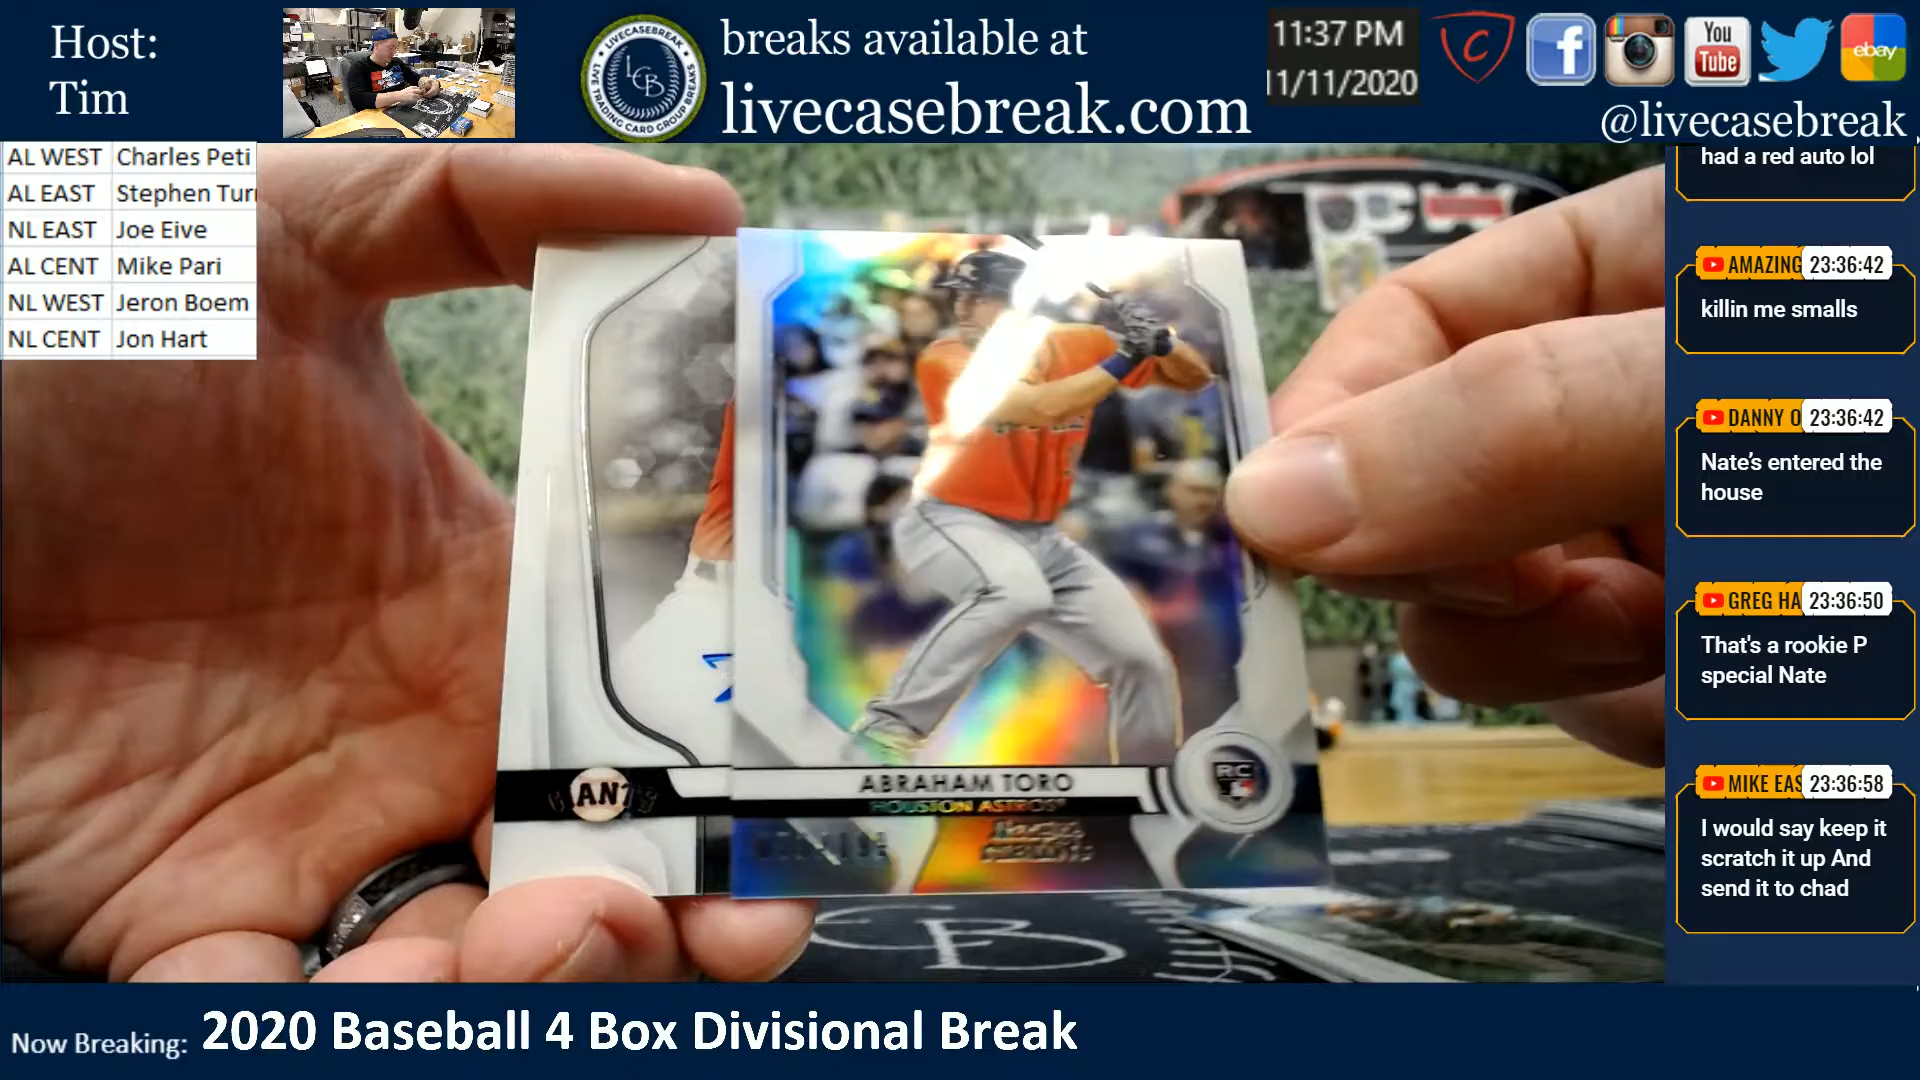 Host:
Tim
LIVECASEBREAK
LCB
LIVE TRADING CARD GROUP BREAKS
breaks available at
livecasebreak.com
11:37 PM
11/11/2020
C
f
You
Tube
ebay
@livecasebreak
AL WEST Charles Peti
AL EAST Stephen Tur
NL EAST Joe Eive
AL CENT Mike Pari
NL WEST Jeron Boem
NL CENT Jon Hart
had a red auto lol
AMAZING 23:36:42
killin me smalls
DANNY O 23:36:42
Nate's entered the
house
GREG HA 23:36:50
That's a rookie P
special Nate
MIKE EAS 23:36:58
I would say keep it
scratch it up And
send it to chad
ABRAHAM TORO
HOUSTON ASTROS
RC
CB
Now Breaking: 2020 Baseball 4 Box Divisional Break